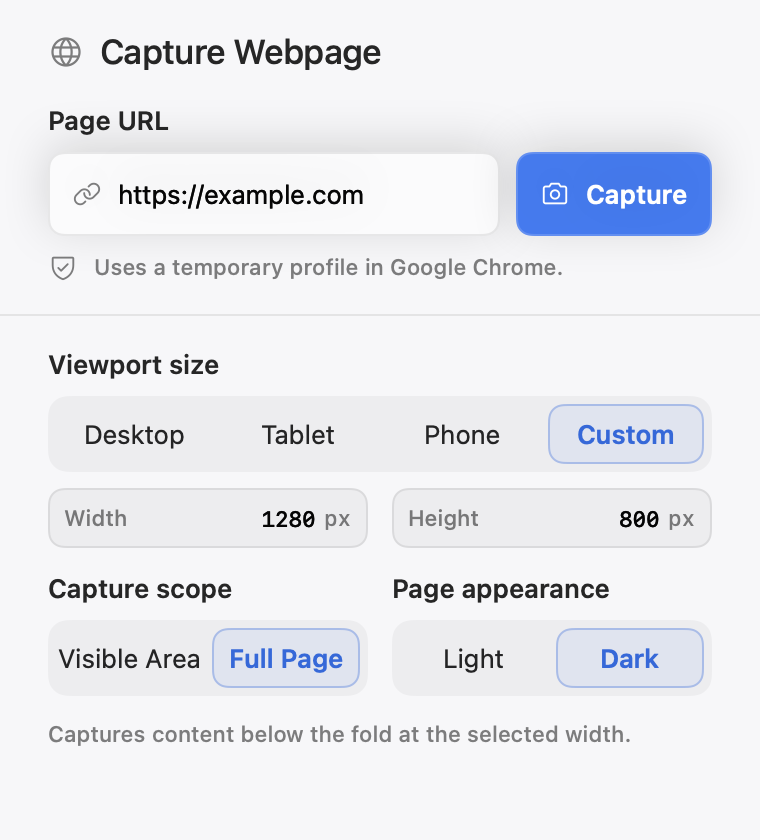 Capture Webpage
Page URL
https://example.com
Capture
Uses a temporary profile in Google Chrome.
Viewport size
Desktop Tablet Phone Custom
Width 1280 px Height 800 px
Capture scope Page appearance
Visible Area Full Page Light Dark
Captures content below the fold at the selected width.